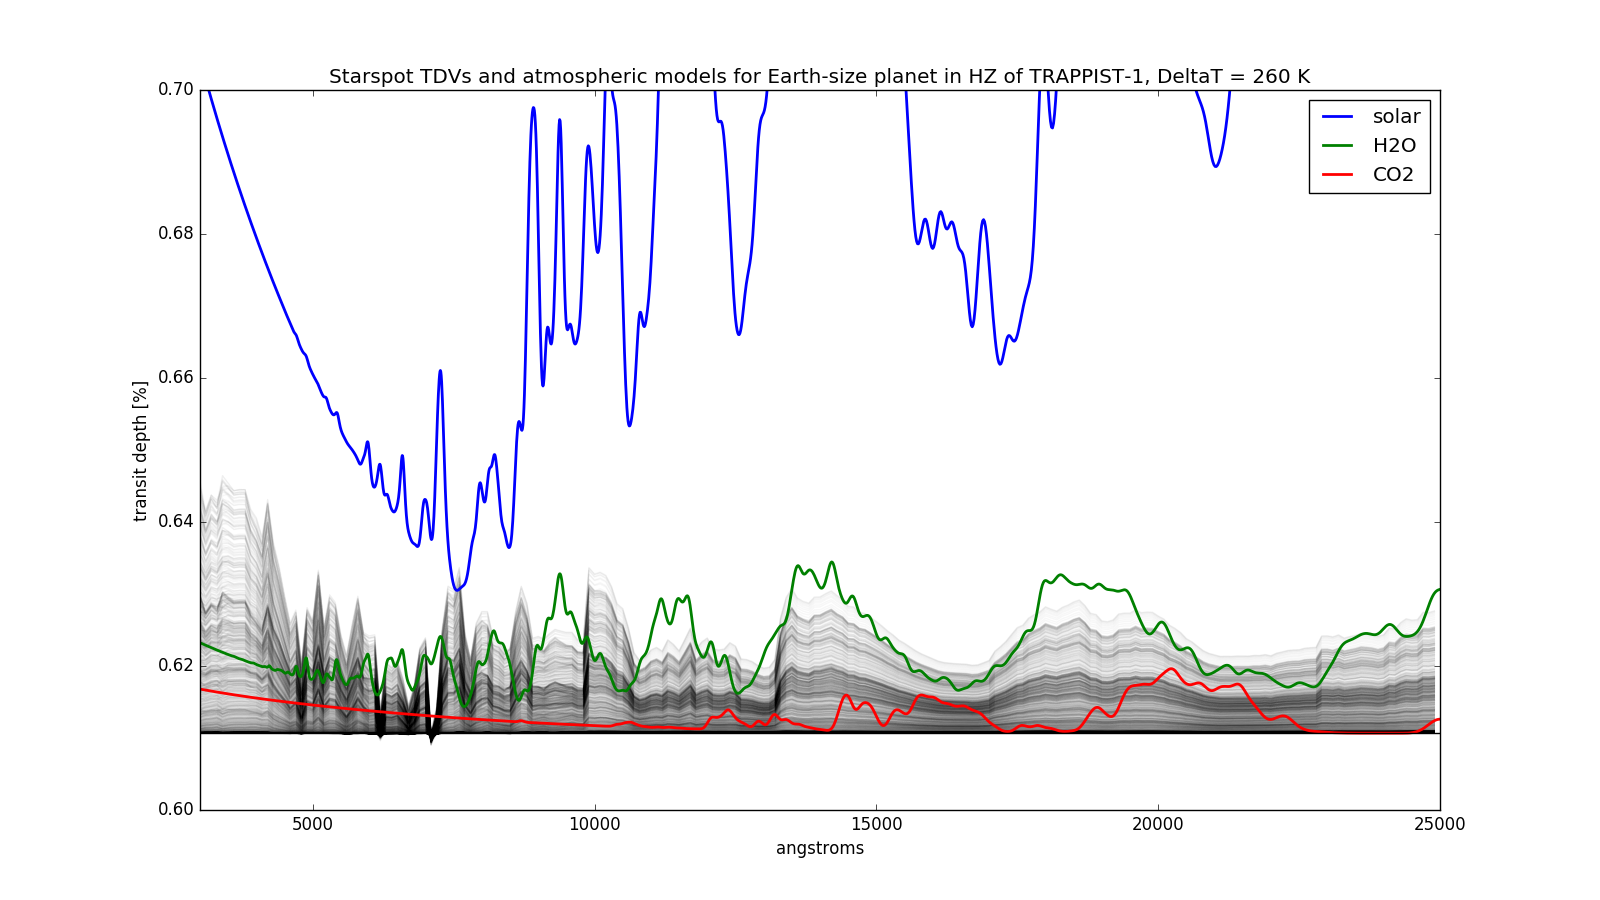 Starspot TDVs and atmospheric models for Earth-size planet in HZ of TRAPPIST-1, DeltaT = 260 K
0.70
0.68
0.66
0.64
0.62
0.60
transit depth [%]
solar
H2O
CO2
5000
10000
15000
20000
25000
angstroms